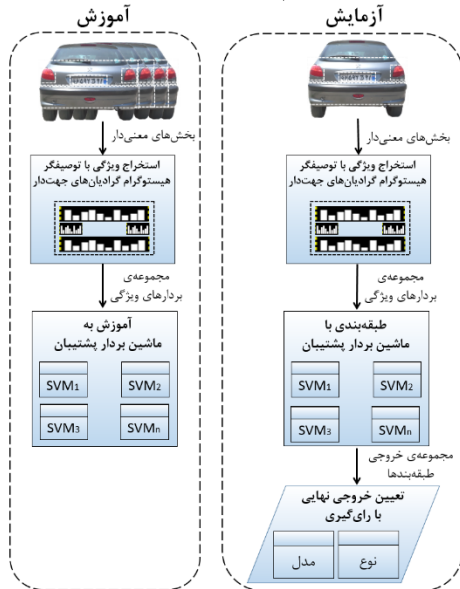 آموزش
بخش‌های معنی‌دار
استخراج ویژگی با توصیفگر
هیستوگرام گرادیان‌های جهت‌دار
مجموعه‌ی
بردارهای ویژگی
آموزش به
ماشین بردار پشتیبان
SVM1
SVM2
SVM3
SVMn
آزمایش
بخش‌های معنی‌دار
استخراج ویژگی با توصیفگر
هیستوگرام گرادیان‌های جهت‌دار
مجموعه‌ی
بردارهای ویژگی
طبقه‌بندی با
ماشین بردار پشتیبان
SVM1
SVM2
SVM3
SVMn
مجموعه‌ی خروجی
طبقه‌بندها
تعیین خروجی نهایی
با رای‌گیری
نوع
مدل